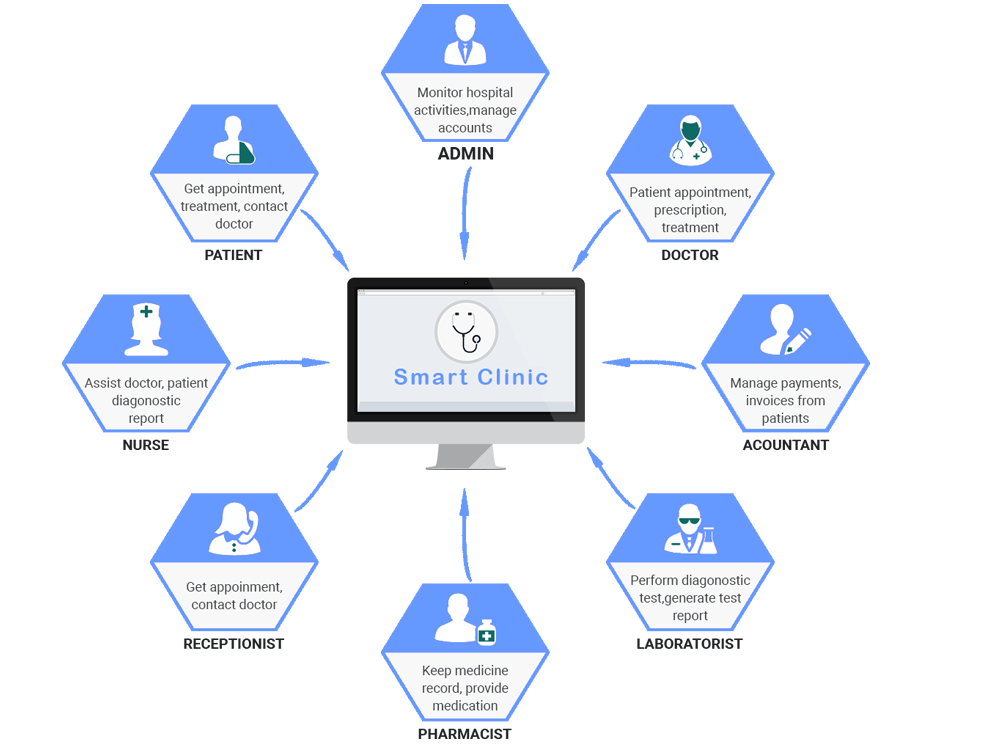 Monitor hospital
activities,manage
accounts
ADMIN
Get appointment,
treatment, contact
doctor
PATIENT
Patient appointment,
prescription,
treatment
DOCTOR
Smart Clinic
Assist doctor, patient
diagonostic
report
NURSE
Manage payments,
invoices from
patients
ACOUNTANT
Get appoinment,
contact doctor
RECEPTIONIST
Perform diagonostic
test,generate test
report
LABORATORIST
Keep medicine
record, provide
medication
PHARMACIST